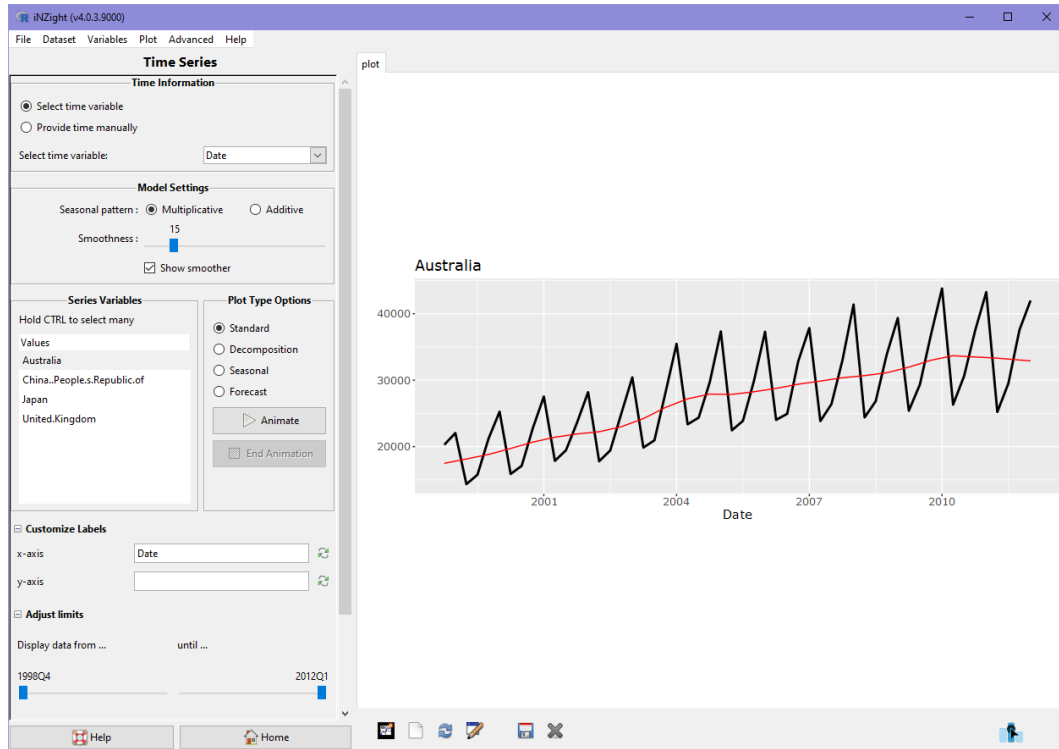 iNZight (v4.0.3.9000)
File Dataset Variables Plot Advanced Help
Time Series
Time Information
Select time variable
Provide time manually
Select time variable: Date
Model Settings
Seasonal pattern : Multiplicative Additive
15
Smoothness :
Show smoother
Series Variables
Hold CTRL to select many
Values
Australia
China..People.s.Republic.of
Japan
United.Kingdom
Plot Type Options
Standard
Decomposition
Seasonal
Forecast
Animate
End Animation
Customize Labels
x-axis Date
y-axis
Adjust limits
Display data from ... until ...
1998Q4 2012Q1
Help Home
plot
Australia
40000
30000
20000
2001 2004 2007 2010
Date